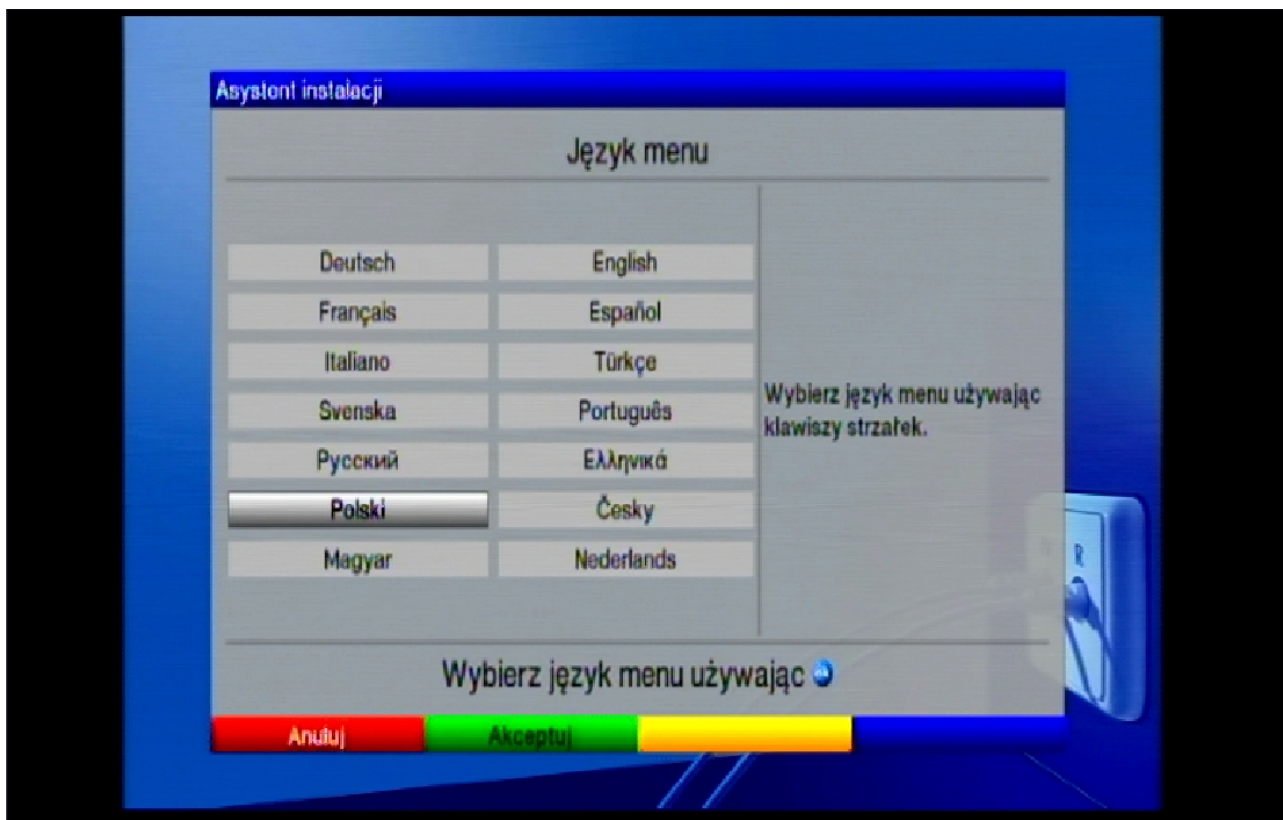 Asystent instalacji
Język menu
Deutsch English
Français Español
Italiano Türkçe
Svenska Português
Русский Ελληνικά
Polski Česky
Magyar Nederlands
Wybierz język menu używając
klawiszy strzałek.
R
Wybierz język menu używając
Anuluj Akceptuj